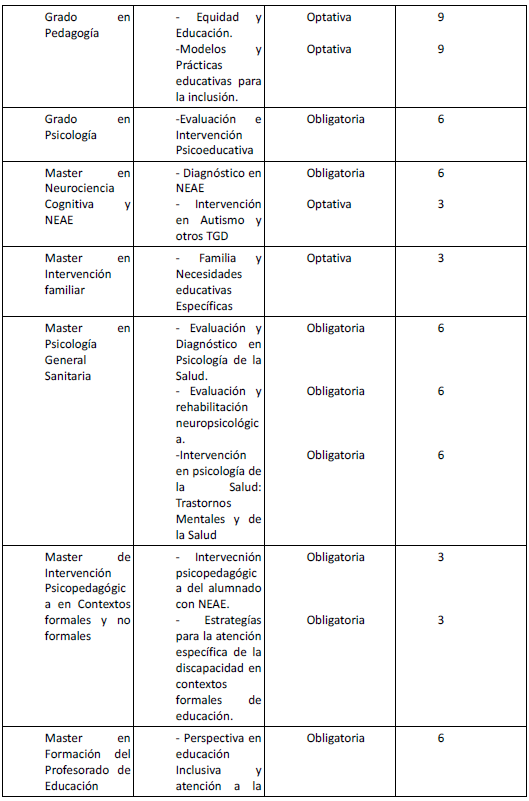 Grado en
Pedagogía
- Equidad y
Educación.
-Modelos y
Prácticas
educativas para
la inclusión.
Optativa
Optativa
9
9
Grado en
Psicología
-Evaluación e
Intervención
Psicoeducativa
Obligatoria
6
Master en
Neurociencia
Cognitiva y
NEAE
- Diagnóstico en
NEAE
- Intervención
en Autismo y
otros TGD
Obligatoria
Optativa
6
3
Master en
Intervención
familiar
- Familia y
Necesidades
educativas
Específicas
Optativa
3
Master en
Psicología
General
Sanitaria
- Evaluación y
Diagnóstico en
Psicología de la
Salud.
- Evaluación y
rehabilitación
neuropsicológic
a.
-Intervención
en psicología de
la Salud:
Trastornos
Mentales y de
la Salud
Obligatoria
Obligatoria
Obligatoria
6
6
6
Master de
Intervención
Psicopedagógic
a en Contextos
formales y no
formales
- Intervecnión
psicopedagógic
a del alumnado
con NEAE.
- Estrategías
para la atención
específica de la
discapacidad en
contextos
formales de
educación.
Obligatoria
Obligatoria
3
3
Master en
Formación del
Profesorado de
Educación
- Perspectiva en
educación
Inclusiva y
atención a la
Obligatoria
6